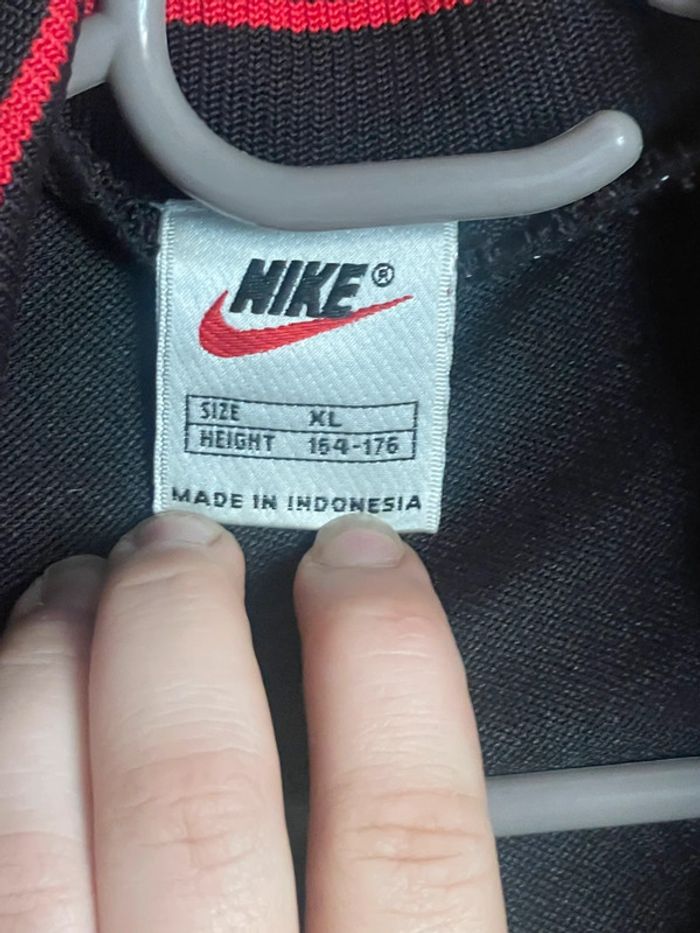 NIKE®
SIZE XL
HEIGHT 164-176
MADE IN INDONESIA